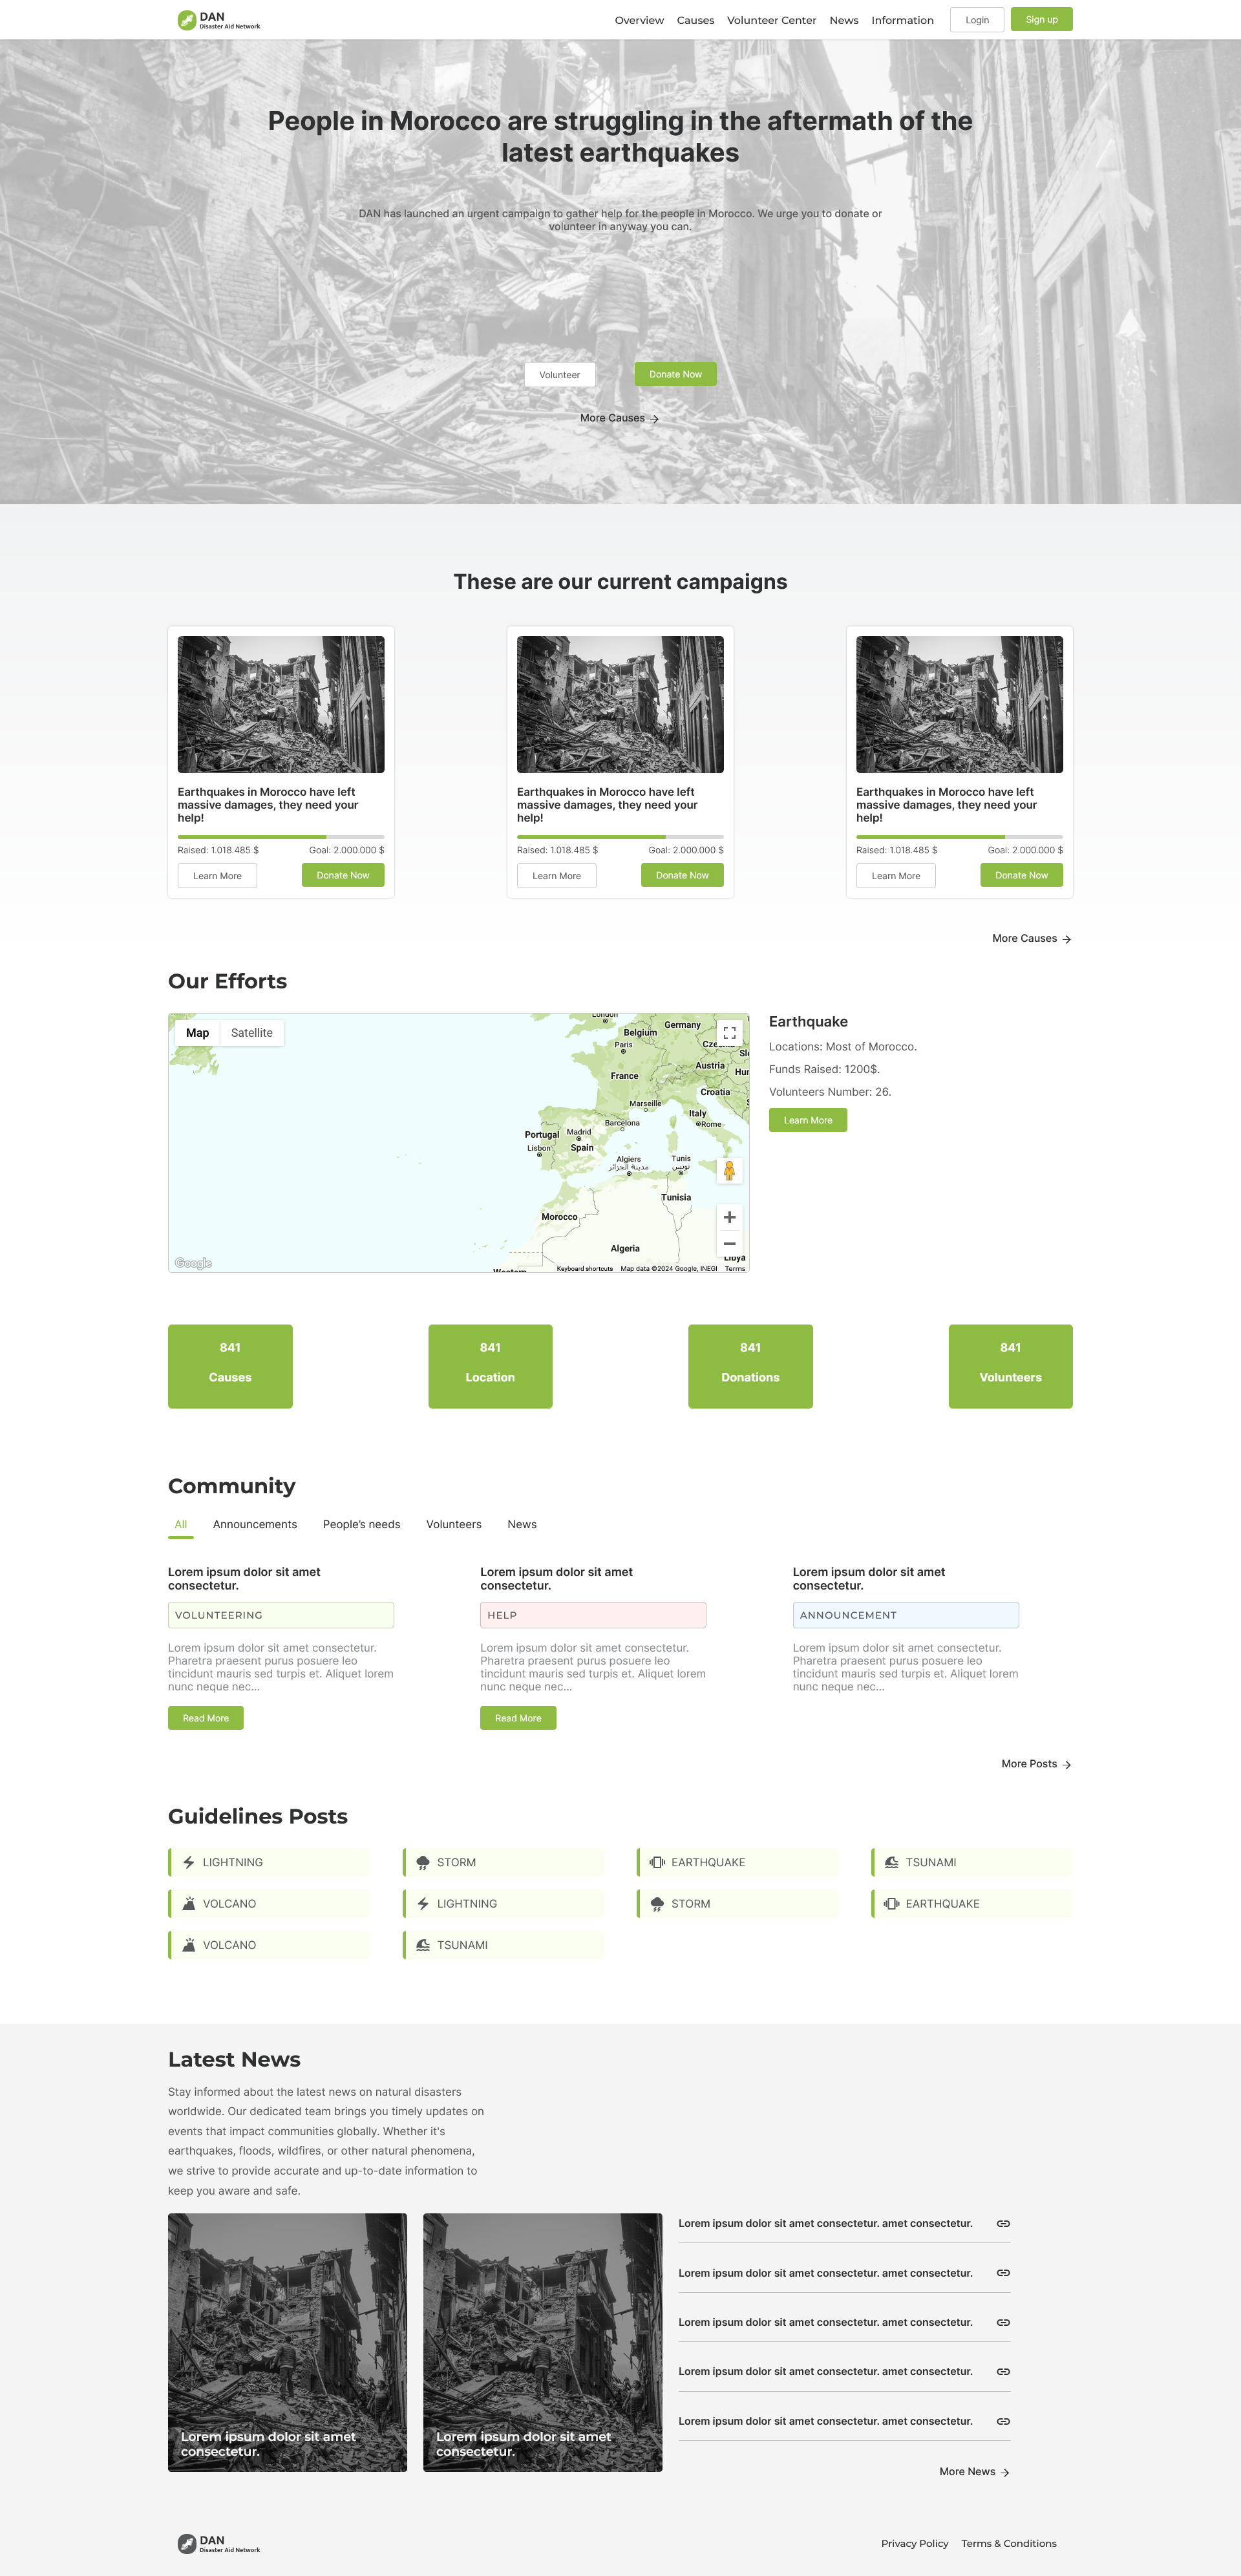 DAN
Disaster Aid Network
Overview Causes Volunteer Center News Information Login Sign up
People in Morocco are struggling in the aftermath of the
latest earthquakes
DAN has launched an urgent campaign to gather help for the people in Morocco. We urge you to donate or
volunteer in anyway you can.
Volunteer Donate Now
More Causes
These are our current campaigns
Earthquakes in Morocco have left
massive damages, they need your
help!
Raised: 1.018.485 $ Goal: 2.000.000 $
Learn More Donate Now
Earthquakes in Morocco have left
massive damages, they need your
help!
Raised: 1.018.485 $ Goal: 2.000.000 $
Learn More Donate Now
Earthquakes in Morocco have left
massive damages, they need your
help!
Raised: 1.018.485 $ Goal: 2.000.000 $
Learn More Donate Now
More Causes
Our Efforts
Map Satellite
London
Germany
Belgium
Paris
Austria
France
Croatia
Marseille
Italy
Barcelona
Rome
Portugal
Madrid
Lisbon
Spain
Algiers
مدينة الجزائر
Tunis
تونس
Tunisia
Morocco
Algeria
Libya
Western
Google
Keyboard shortcuts Map data ©2024 Google, INEGI Terms
Earthquake
Locations: Most of Morocco.
Funds Raised: 1200$.
Volunteers Number: 26.
Learn More
841
Causes
841
Location
841
Donations
841
Volunteers
Community
All Announcements People's needs Volunteers News
Lorem ipsum dolor sit amet
consectetur.
VOLUNTEERING
Lorem ipsum dolor sit amet consectetur.
Pharetra praesent purus posuere leo
tincidunt mauris sed turpis et. Aliquet lorem
nunc neque nec...
Read More
Lorem ipsum dolor sit amet
consectetur.
HELP
Lorem ipsum dolor sit amet consectetur.
Pharetra praesent purus posuere leo
tincidunt mauris sed turpis et. Aliquet lorem
nunc neque nec...
Read More
Lorem ipsum dolor sit amet
consectetur.
ANNOUNCEMENT
Lorem ipsum dolor sit amet consectetur.
Pharetra praesent purus posuere leo
tincidunt mauris sed turpis et. Aliquet lorem
nunc neque nec...
More Posts
Guidelines Posts
LIGHTNING STORM EARTHQUAKE TSUNAMI
VOLCANO LIGHTNING STORM EARTHQUAKE
VOLCANO TSUNAMI
Latest News
Stay informed about the latest news on natural disasters
worldwide. Our dedicated team brings you timely updates on
events that impact communities globally. Whether it's
earthquakes, floods, wildfires, or other natural phenomena,
we strive to provide accurate and up-to-date information to
keep you aware and safe.
Lorem ipsum dolor sit amet
consectetur.
Lorem ipsum dolor sit amet
consectetur.
Lorem ipsum dolor sit amet consectetur. amet consectetur.
Lorem ipsum dolor sit amet consectetur. amet consectetur.
Lorem ipsum dolor sit amet consectetur. amet consectetur.
Lorem ipsum dolor sit amet consectetur. amet consectetur.
Lorem ipsum dolor sit amet consectetur. amet consectetur.
More News
DAN
Disaster Aid Network
Privacy Policy Terms & Conditions